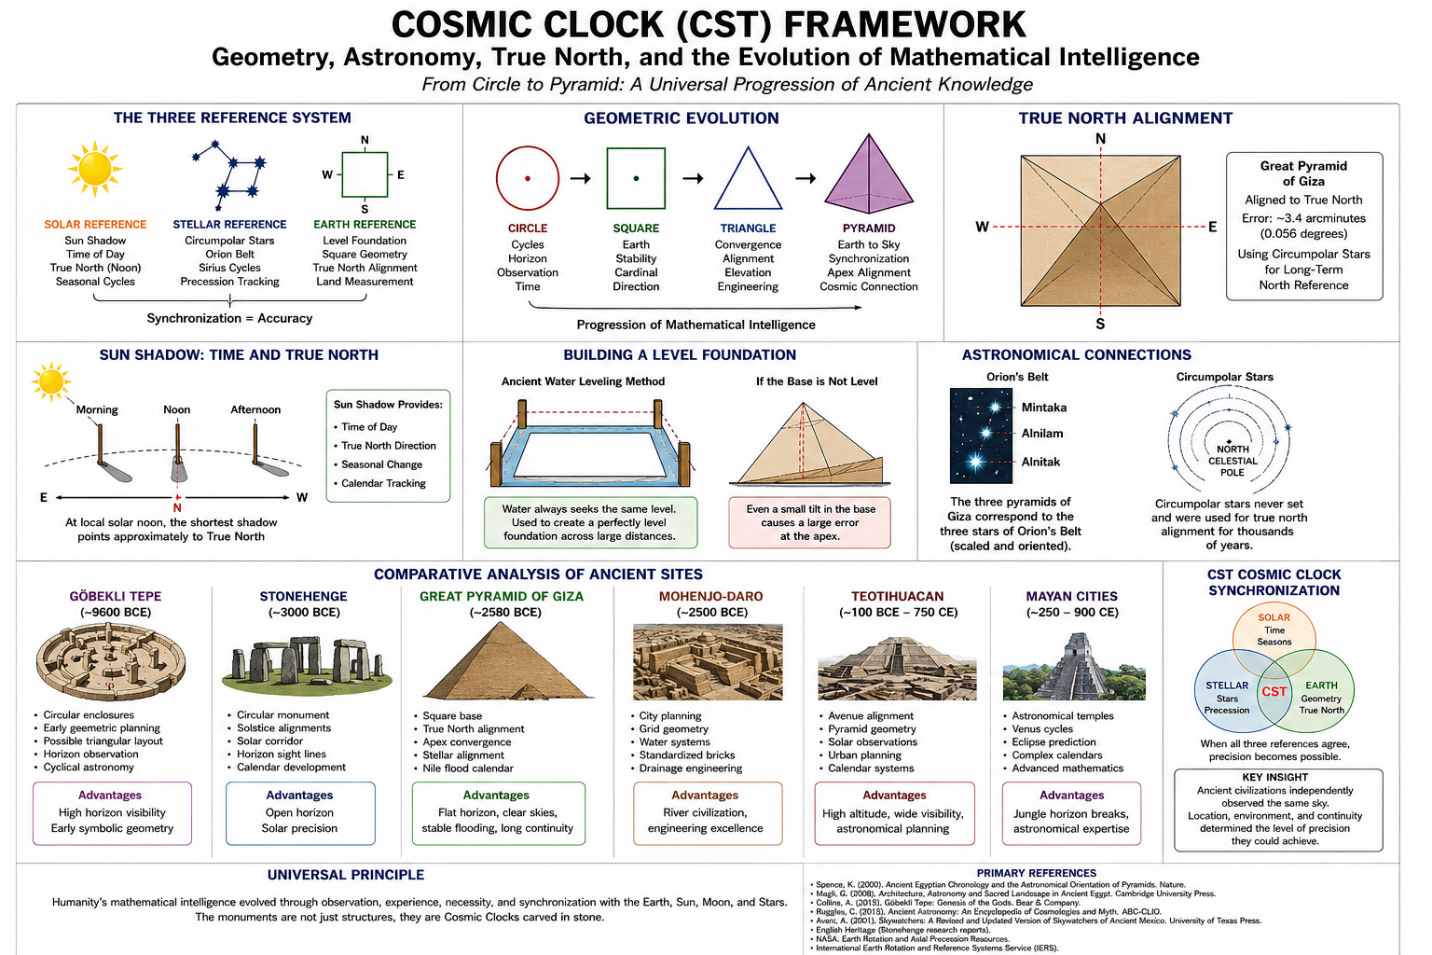 COSMIC CLOCK (CST) FRAMEWORK
Geometry, Astronomy, True North, and the Evolution of Mathematical Intelligence
From Circle to Pyramid: A Universal Progression of Ancient Knowledge
THE THREE REFERENCE SYSTEM
N
W
E
S
SOLAR REFERENCE
Sun Shadow
Time of Day
True North (Noon)
Seasonal Cycles
STELLAR REFERENCE
Circumpolar Stars
Orion Belt
Sirius Cycles
Precession Tracking
EARTH REFERENCE
Level Foundation
Square Geometry
True North Alignment
Land Measurement
Synchronization = Accuracy
GEOMETRIC EVOLUTION
CIRCLE
Cycles
Horizon
Observation
Time
SQUARE
Earth
Stability
Cardinal
Direction
TRIANGLE
Convergence
Alignment
Elevation
Engineering
PYRAMID
Earth to Sky
Synchronization
Apex Alignment
Cosmic Connection
Progression of Mathematical Intelligence
TRUE NORTH ALIGNMENT
N
W
E
S
Great Pyramid
of Giza
Aligned to True North
Error: ~3.4 arcminutes
(0.056 degrees)
Using Circumpolar Stars
for Long-Term
North Reference
SUN SHADOW: TIME AND TRUE NORTH
Morning
Noon
Afternoon
E
W
N
At local solar noon, the shortest shadow
points approximately to True North
Sun Shadow Provides:
• Time of Day
• True North Direction
• Seasonal Change
• Calendar Tracking
BUILDING A LEVEL FOUNDATION
Ancient Water Leveling Method
Water always seeks the same level.
Used to create a perfectly level
foundation across large distances.
If the Base is Not Level
Even a small tilt in the base
causes a large error
at the apex.
ASTRONOMICAL CONNECTIONS
Orion's Belt
Mintaka
Alnilam
Alnitak
The three pyramids of
Giza correspond to the
three stars of Orion's Belt
(scaled and oriented).
Circumpolar Stars
NORTH
CELESTIAL
POLE
Circumpolar stars never set
and were used for true north
alignment for thousands
of years.
COMPARATIVE ANALYSIS OF ANCIENT SITES
GÖBEKLI TEPE
(~9600 BCE)
• Circular enclosures
• Early geemetric planning
• Possible triangular layout
• Horizon observation
• Cyclical astronomy
Advantages
High horizon visibility
Early symbolic geometry
STONEHENGE
(~3000 BCE)
• Circular monument
• Solstice alignments
• Solar corridor
• Horizon sight lines
• Calendar development
Advantages
Open horizon
Solar precision
GREAT PYRAMID OF GIZA
(~2580 BCE)
• Square base
• True North alignment
• Apex convergence
• Stellar alignment
• Nile flood calendar
Advantages
Flat horizon, clear skies,
stable flooding, long continuity
MOHENJO-DARO
(~2500 BCE)
• City planning
• Grid geometry
• Water systems
• Standardized bricks
• Drainage engineering
Advantages
River civilization,
engineering excellence
TEOTIHUACAN
(~100 BCE – 750 CE)
• Avenue alignment
• Pyramid geometry
• Solar observations
• Urban planning
• Calendar systems
Advantages
High altitude, wide visibility,
astronomical planning
MAYAN CITIES
(~250 – 900 CE)
• Astronomical temples
• Venus cycles
• Eclipse prediction
• Complex calendars
• Advanced mathematics
Advantages
Jungle horizon breaks,
astronomical expertise
CST COSMIC CLOCK
SYNCHRONIZATION
SOLAR
Time
Seasons
STELLAR
Stars
Precession
CST
EARTH
Geometry
True North
When all three references agree,
precision becomes possible.
KEY INSIGHT
Ancient civilizations independently
observed the same sky.
Location, environment, and continuity
determined the level of precision
they could achieve.
UNIVERSAL PRINCIPLE
Humanity's mathematical intelligence evolved through observation, experience, necessity, and synchronization with the Earth, Sun, Moon, and Stars.
The monuments are not just structures, they are Cosmic Clocks carved in stone.
PRIMARY REFERENCES
• Spence, K. (2000). Ancient Egyptian Chronology and the Astronomical Orientation of Pyramids. Nature.
• Magli, G. (2008). Architecture, Astronomy and Sacred Landscape in Ancient Egypt. Cambridge University Press.
• Collins, A. (2015). Göbekli Tepe: Genesis of the Gods. Bear & Company.
• Ruggles, C. (2015). Ancient Astronomy: An Encyclopedia of Cosmologies and Myth. ABC-CLIO.
• Aveni, A. (2001). Skywatchers: A Revised and Updated Version of Skywatchers of Ancient Mexico. University of Texas Press.
• English Heritage (Stonehenge research reports).
• NASA. Earth Rotation and Axial Precession Resources.
• International Earth Rotation and Reference Systems Service (IERS).